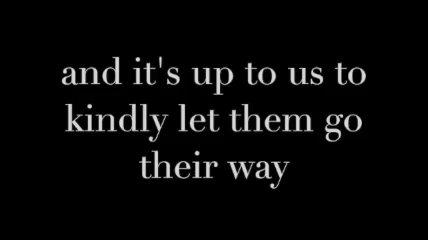 and it's up to us to
kindly let them go
their way